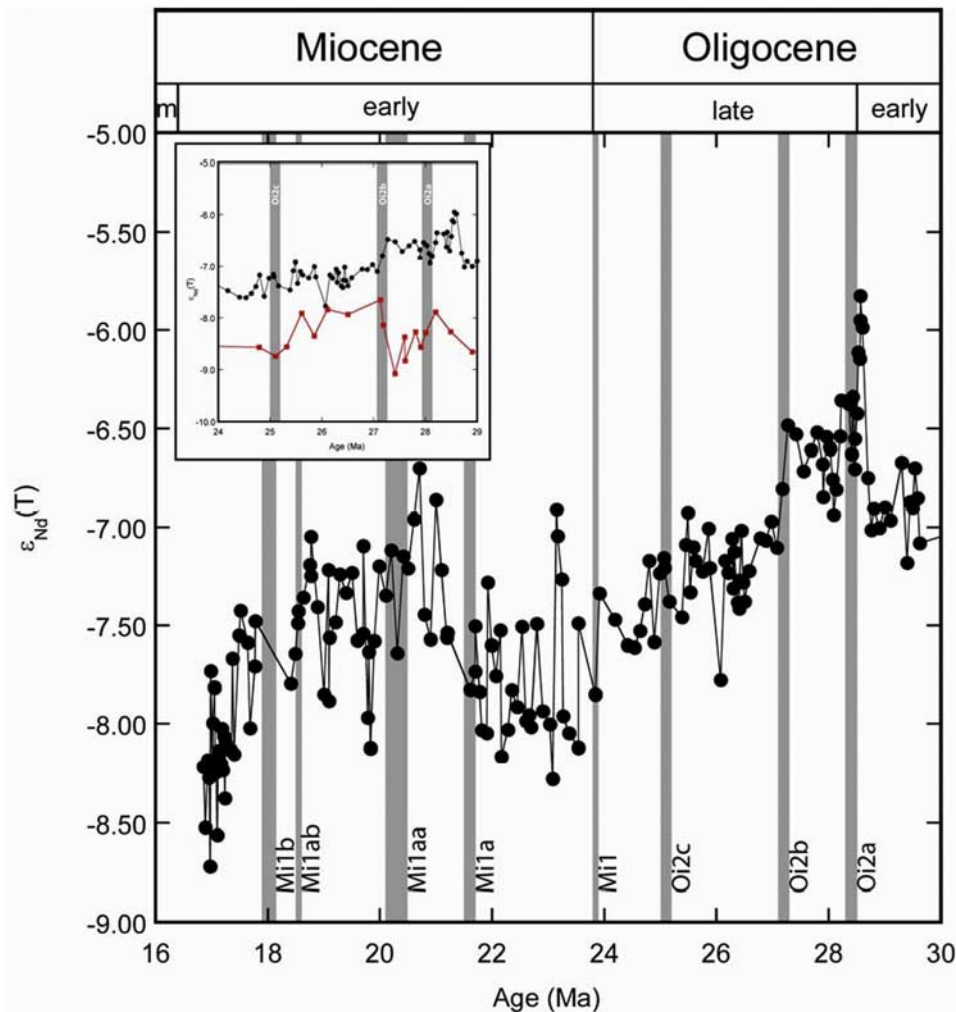 Miocene Oligocene
m early late early
-5.00
-5.50
-6.00
-6.50
-7.00
-7.50
-8.00
-8.50
-9.00
εNd(T)
-5.0
-6.0
-7.0
-8.0
-9.0
-10.0
εNd(T)
Oi2c Oi2b Oi2a
24 25 26 27 28 29
Age (Ma)
Mi1b Mi1ab Mi1aa Mi1a Mi1 Oi2c Oi2b Oi2a
16 18 20 22 24 26 28 30
Age (Ma)